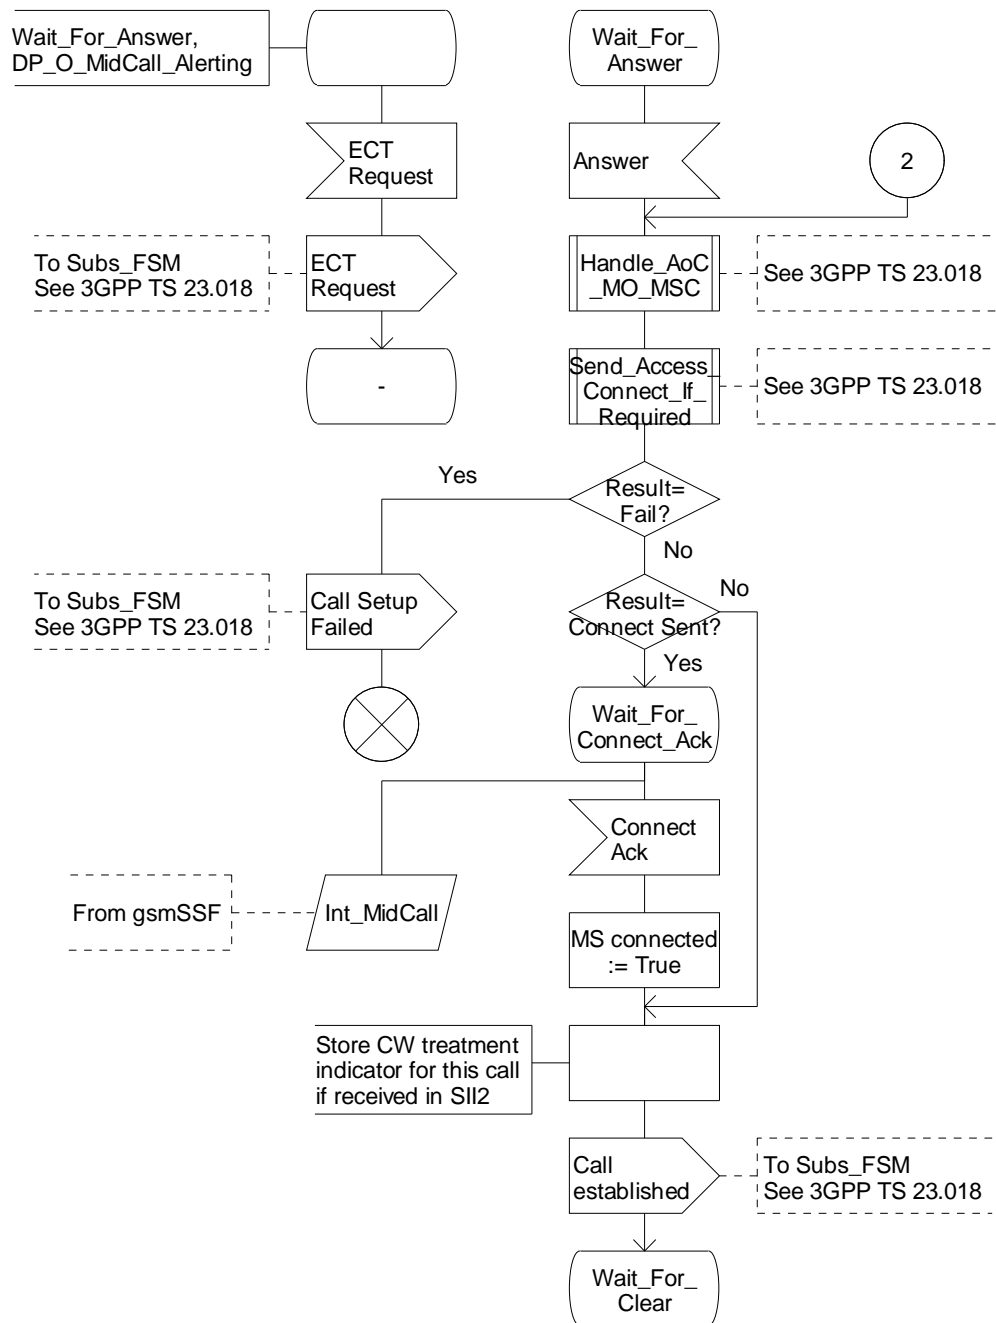 Wait_For_Answer,
DP_O_MidCall_Alerting
Wait_For_
Answer
ECT
Request
Answer
2
To Subs_FSM
See 3GPP TS 23.018
ECT
Request
Handle_AoC
_MO_MSC
See 3GPP TS 23.018
-
Send_Access_
Connect_If_
Required
See 3GPP TS 23.018
Yes
Result=
Fail?
No
To Subs_FSM
See 3GPP TS 23.018
Call Setup
Failed
Result=
Connect Sent?
No
Yes
Wait_For_
Connect_Ack
Connect
Ack
From gsmSSF
Int_MidCall
MS connected
:= True
Store CW treatment
indicator for this call
if received in SII2
Call
established
To Subs_FSM
See 3GPP TS 23.018
Wait_For_
Clear